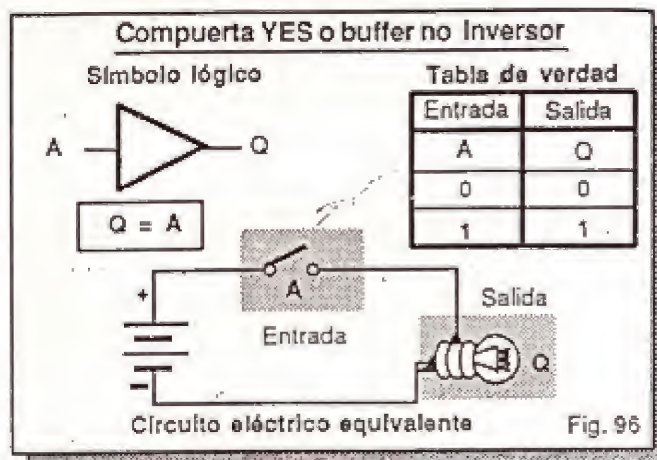 Compuerta YES o buffer no Inversor
Símbolo lógico
A
Q
Q = A
Tabla de verdad
Entrada Salida
A Q
0 0
1 1
A
Entrada
+
-
Salida
Q
Circuito eléctrico equivalente
Fig. 96